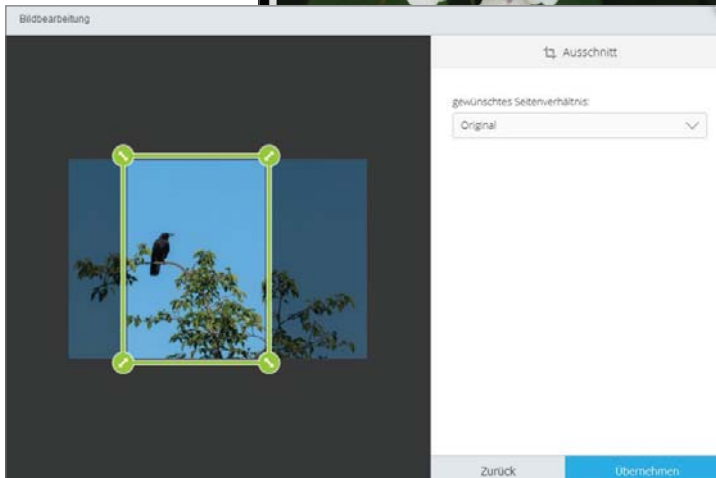 Bildbearbeitung
Ausschnitt
gewünschtes Seitenverhältnis:
Original
Zurück
Übernehmen